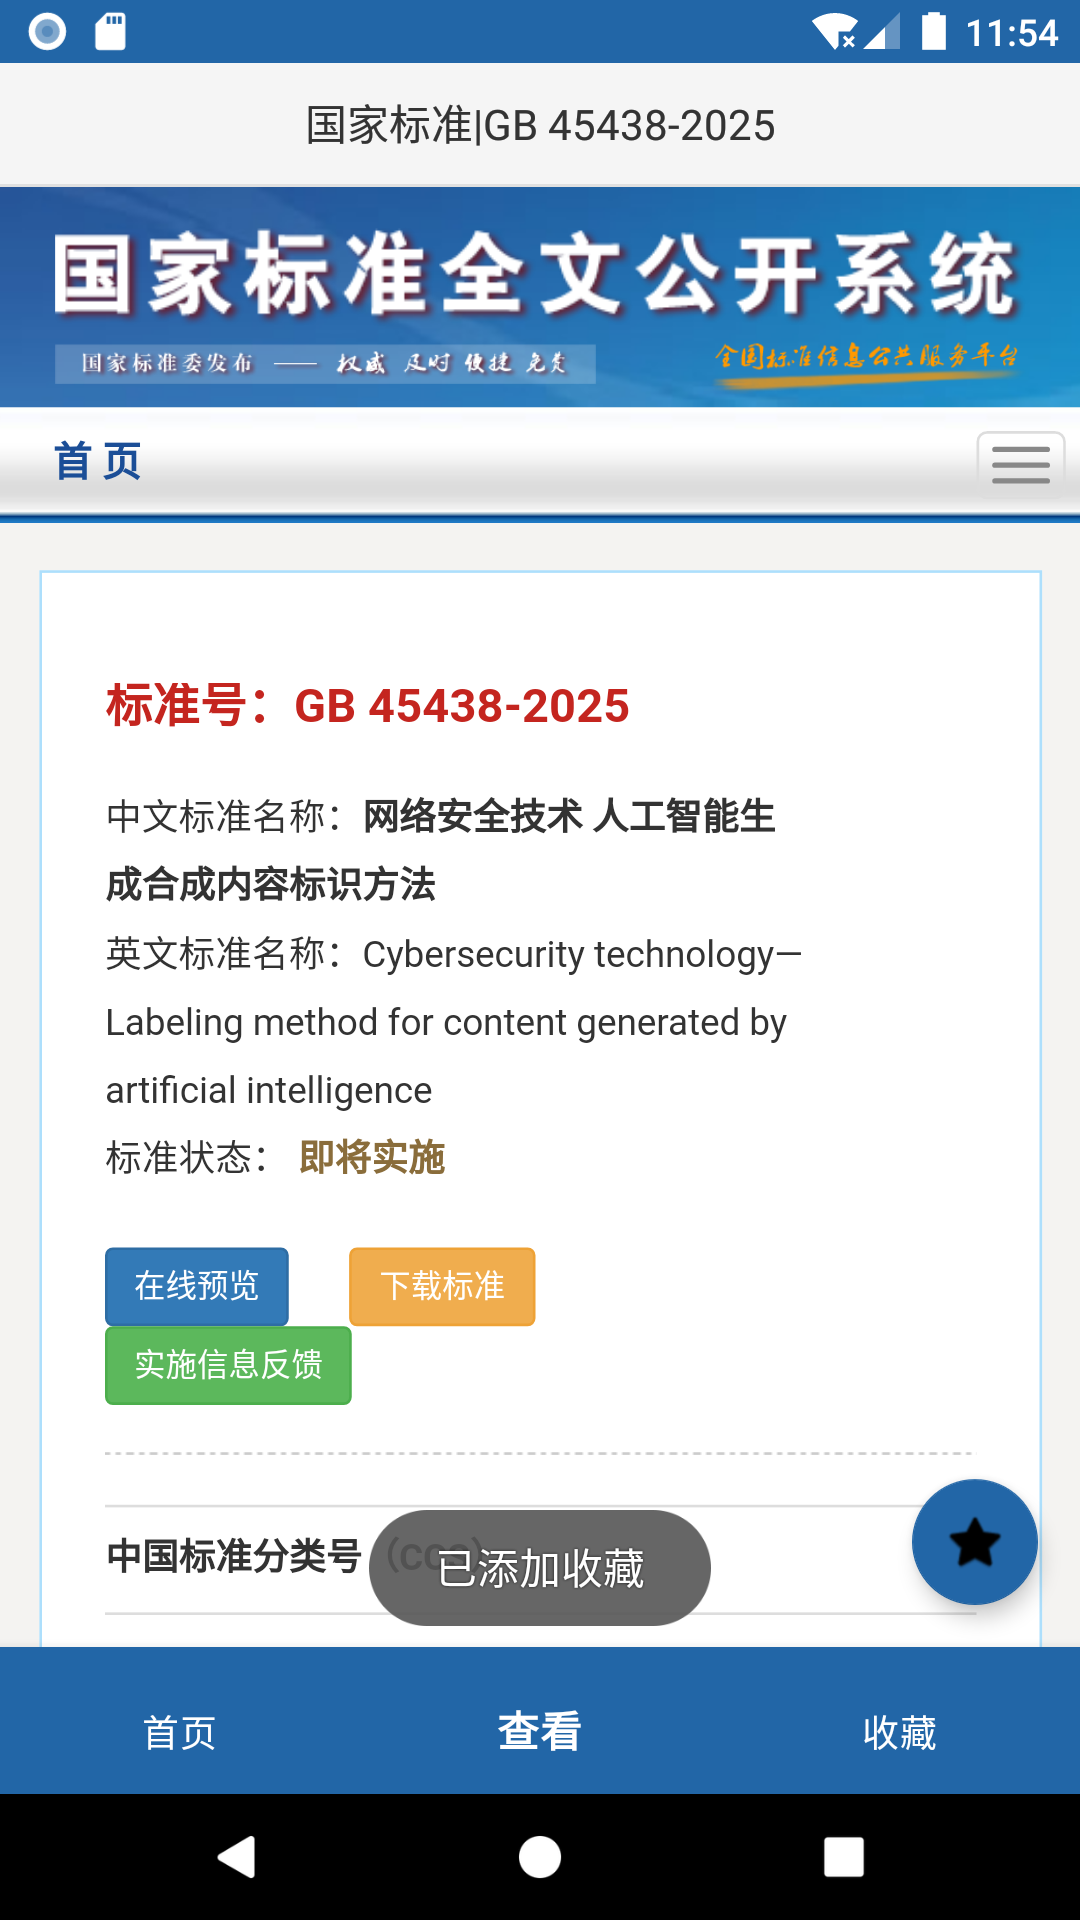 11:54
国家标准|GB 45438-2025
国家标准全文公开系统
国家标准委发布 —— 权威 及时 便捷 免费
全国标准信息公共服务平台
首 页
标准号：GB 45438-2025
中文标准名称：网络安全技术 人工智能生
成合成内容标识方法
英文标准名称：Cybersecurity technology—
Labeling method for content generated by
artificial intelligence
标准状态： 即将实施
在线预览 下载标准
实施信息反馈
中国标准分类号（CCS）
已添加收藏
首页 查看 收藏